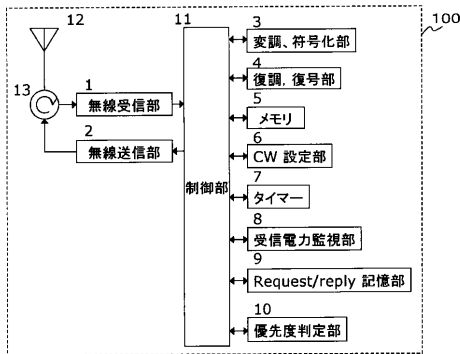 100
12
11
3
変調、符号化部
4
復調，復号部
13
1
無線受信部
5
メモリ
2
無線送信部
6
CW 設定部
制御部
7
タイマー
8
受信電力監視部
9
Request/reply 記憶部
10
優先度判定部